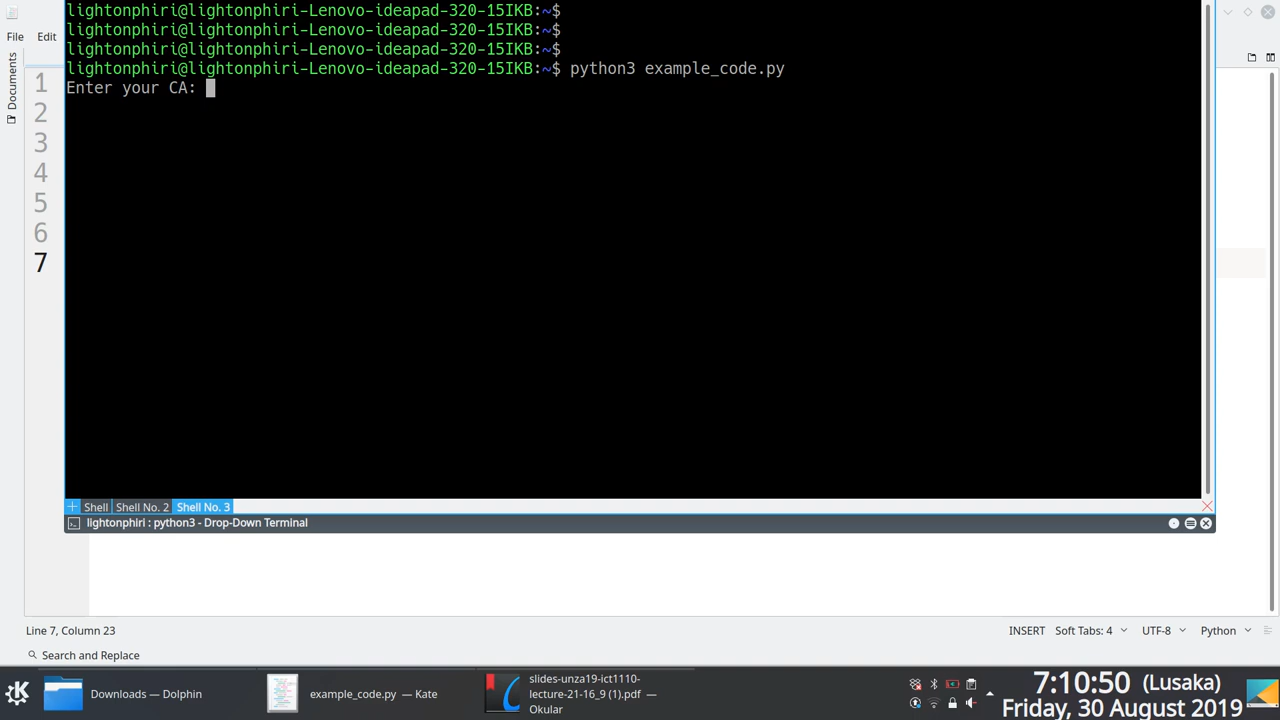 lightonphiri@lightonphiri-Lenovo-ideapad-320-15IKB:~$
lightonphiri@lightonphiri-Lenovo-ideapad-320-15IKB:~$
lightonphiri@lightonphiri-Lenovo-ideapad-320-15IKB:~$
lightonphiri@lightonphiri-Lenovo-ideapad-320-15IKB:~$ python3 example_code.py
Enter your CA:
File Edit
Documents
1
2
3
4
5
6
7
Shell Shell No. 2 Shell No. 3
lightonphiri : python3 - Drop-Down Terminal
Line 7, Column 23 INSERT Soft Tabs: 4 UTF-8 Python
Search and Replace
Downloads — Dolphin
example_code.py — Kate
slides-unza19-ict1110-
lecture-21-16_9 (1).pdf —
Okular
7:10:50 (Lusaka)
Friday, 30 August 2019